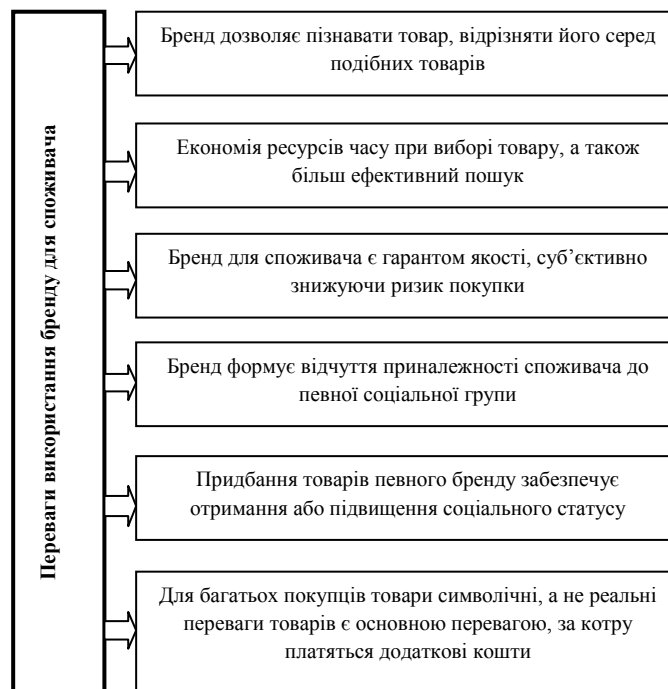 Переваги використання бренду для споживача
Бренд дозволяє пізнавати товар, відрізняти його серед
подібних товарів
Економія ресурсів часу при виборі товару, а також
більш ефективний пошук
Бренд для споживача є гарантом якості, суб’єктивно
знижуючи ризик покупки
Бренд формує відчуття приналежності споживача до
певної соціальної групи
Придбання товарів певного бренду забезпечує
отримання або підвищення соціального статусу
Для багатьох покупців товари символічні, а не реальні
переваги товарів є основною перевагою, за котру
платяться додаткові кошти